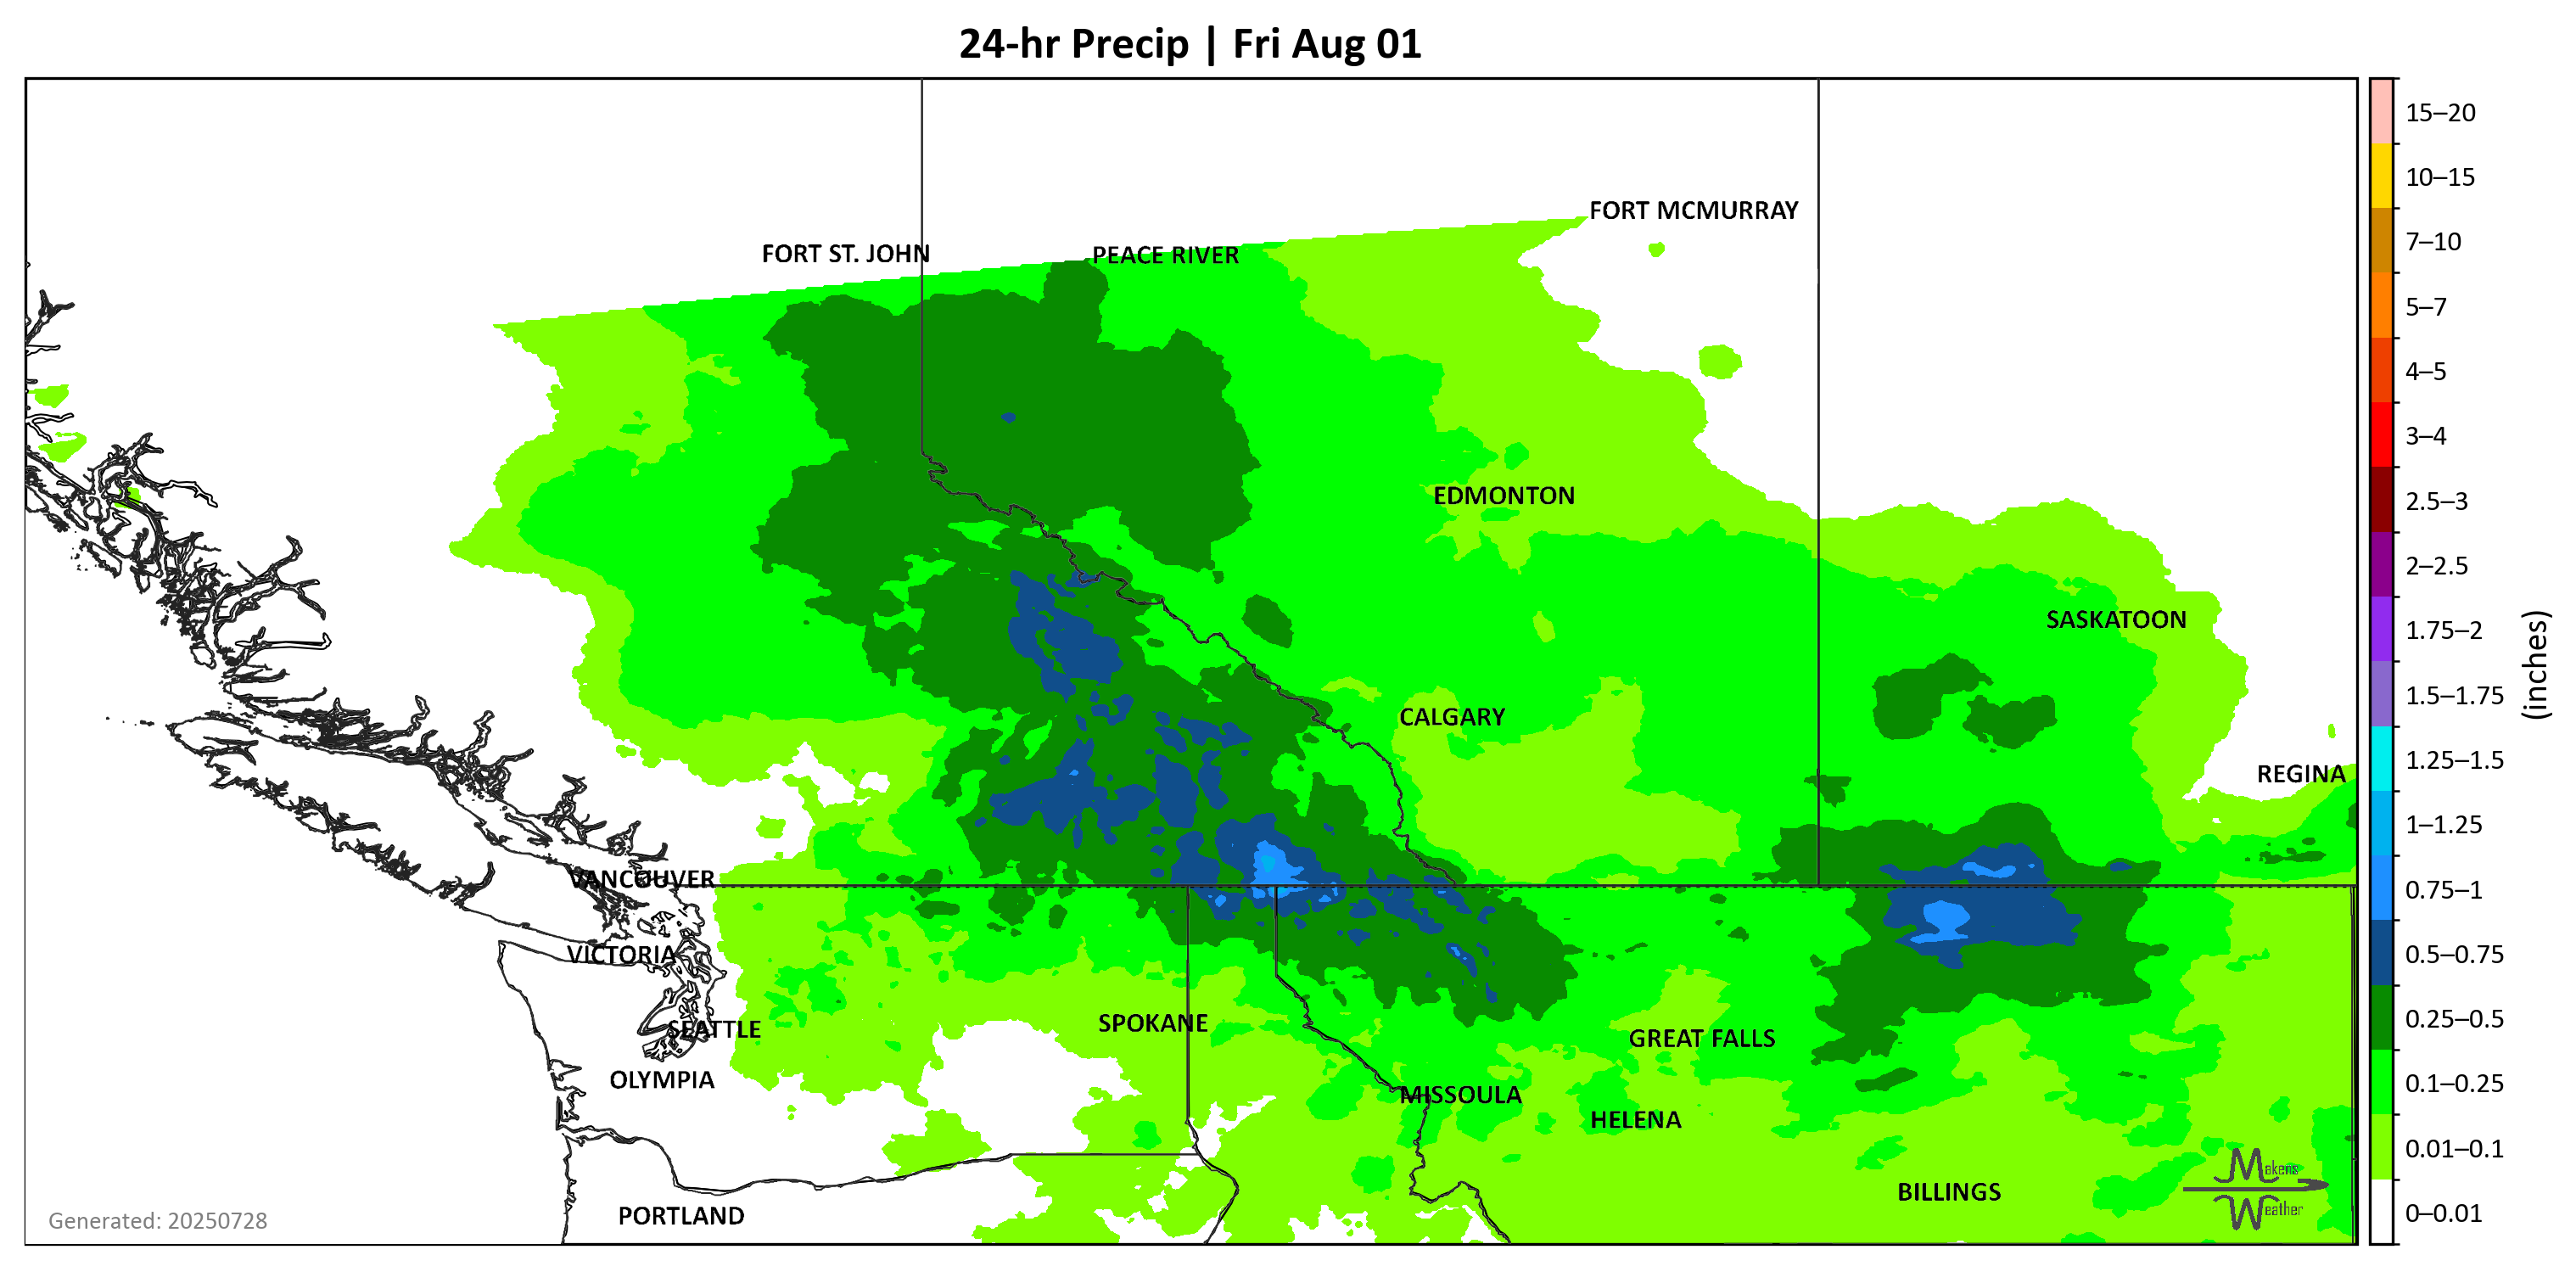 24-hr Precip | Fri Aug 01
15–20
10–15
FORT MCMURRAY
7–10
FORT ST. JOHN
PEACE RIVER
5–7
4–5
3–4
EDMONTON
2.5–3
2–2.5
SASKATOON
1.75–2
(inches)
1.5–1.75
CALGARY
1.25–1.5
REGINA
1–1.25
VANCOUVER
0.75–1
VICTORIA
0.5–0.75
SPOKANE
0.25–0.5
SEATTLE
GREAT FALLS
OLYMPIA
0.1–0.25
MISSOULA
HELENA
0.01–0.1
Makens
Weather
BILLINGS
PORTLAND
0–0.01
Generated: 20250728